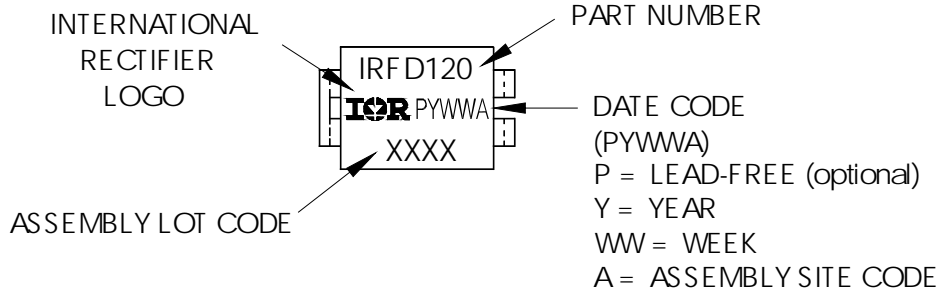 INTERNATIONAL
RECTIFIER
LOGO
PART NUMBER
IRFD120
IOR PYWWA
XXXX
ASSEMBLY LOT CODE
DATE CODE
(PYWWA)
P = LEAD-FREE (optional)
Y = YEAR
WW = WEEK
A = ASSEMBLY SITE CODE